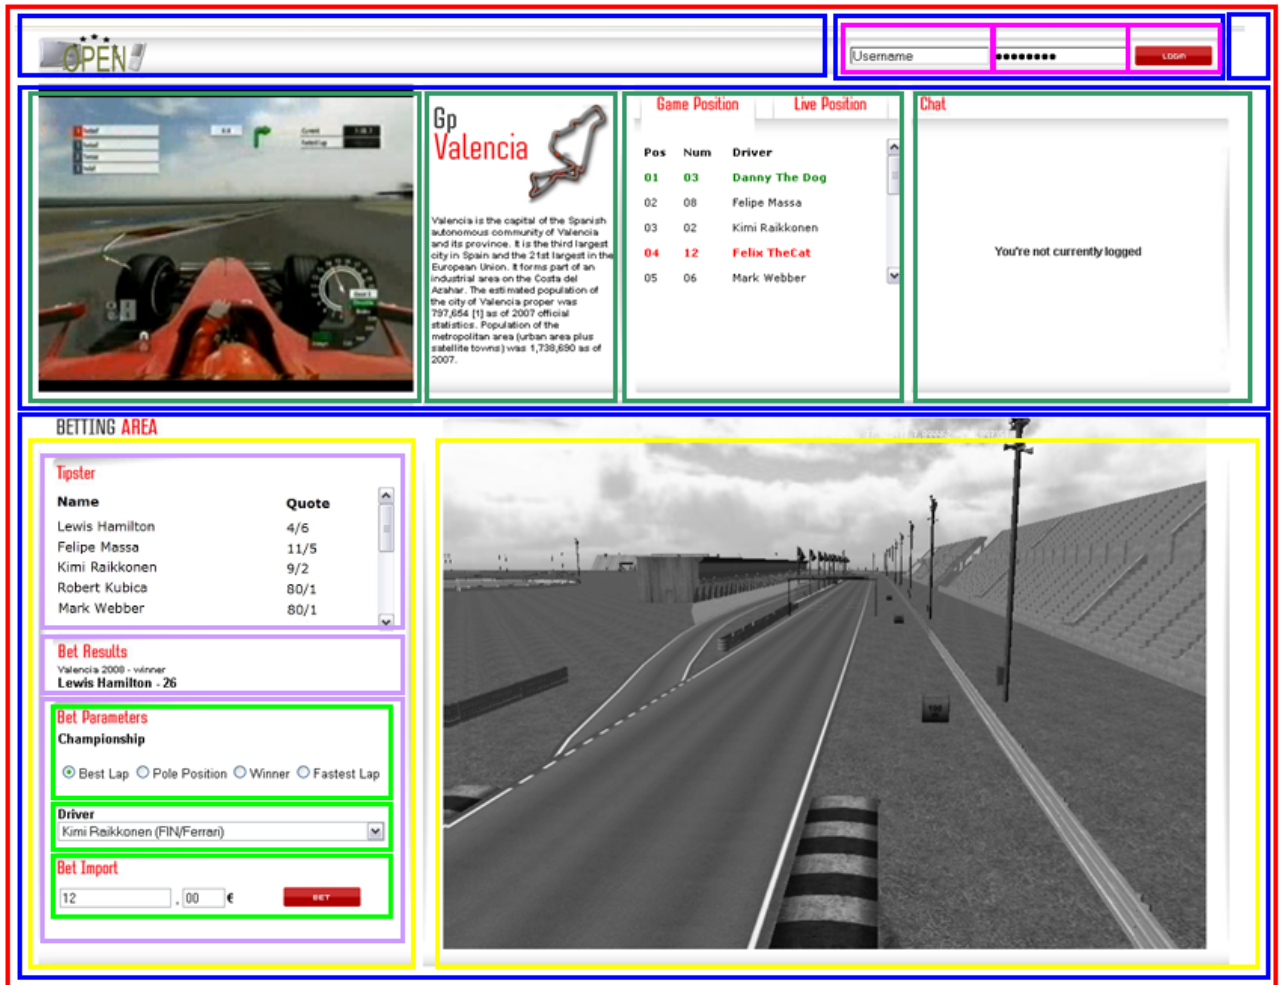 OPEN
Username
LOGIN
Gp
Valencia
Valencia is the capital of the Spanish
autonomous community of Valencia
and its province. It is the third largest
city in Spain and the 21st largest in the
European Union. It forms part of an
industrial area on the Costa del
Azahar. The estimated population of
the city of Valencia proper was
797,654 [1] as of 2007 official
statistics. Population of the
metropolitan area (urban area plus
satellite towns) was 1,738,690 as of
2007.
Game Position Live Position
Pos Num Driver
01 03 Danny The Dog
02 08 Felipe Massa
03 02 Kimi Raikkonen
04 12 Felix TheCat
05 06 Mark Webber
Chat
You're not currently logged
BETTING AREA
Tipster
Name Quote
Lewis Hamilton 4/6
Felipe Massa 11/5
Kimi Raikkonen 9/2
Robert Kubica 80/1
Mark Webber 80/1
Bet Results
Valencia 2008 - winner
Lewis Hamilton - 26
Bet Parameters
Championship
Best Lap Pole Position Winner Fastest Lap
Driver
Kimi Raikkonen (FIN/Ferrari)
Bet Import
12 . 00 €
BET